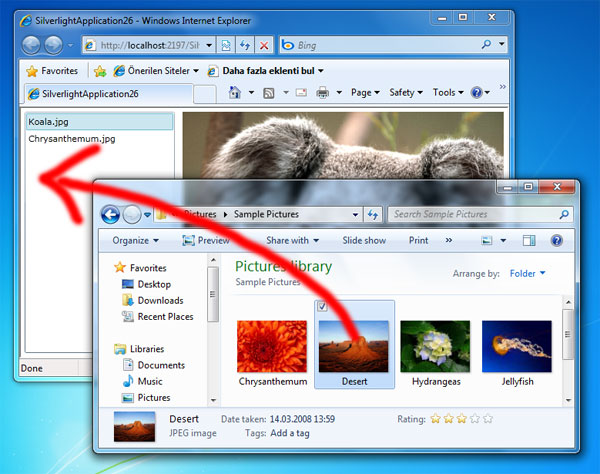 SilverlightApplication26 - Windows Internet Explorer
http://localhost:2197/Sil
Bing
Favorites
Önerilen Siteler
Daha fazla eklenti bul
SilverlightApplication26
Page
Safety
Tools
»
Koala.jpg
Chrysanthemum.jpg
Done
Pictures
Sample Pictures
Search Sample Pictures
Organize
Preview
Share with
Slide show
Print
»
Favorites
Desktop
Downloads
Recent Places
Libraries
Documents
Music
Pictures
Pictures library
Sample Pictures
Arrange by:
Folder
Chrysanthemum
Desert
Hydrangeas
Jellyfish
Desert
Date taken: 14.03.2008 13:59
Rating:
JPEG image
Tags: Add a tag